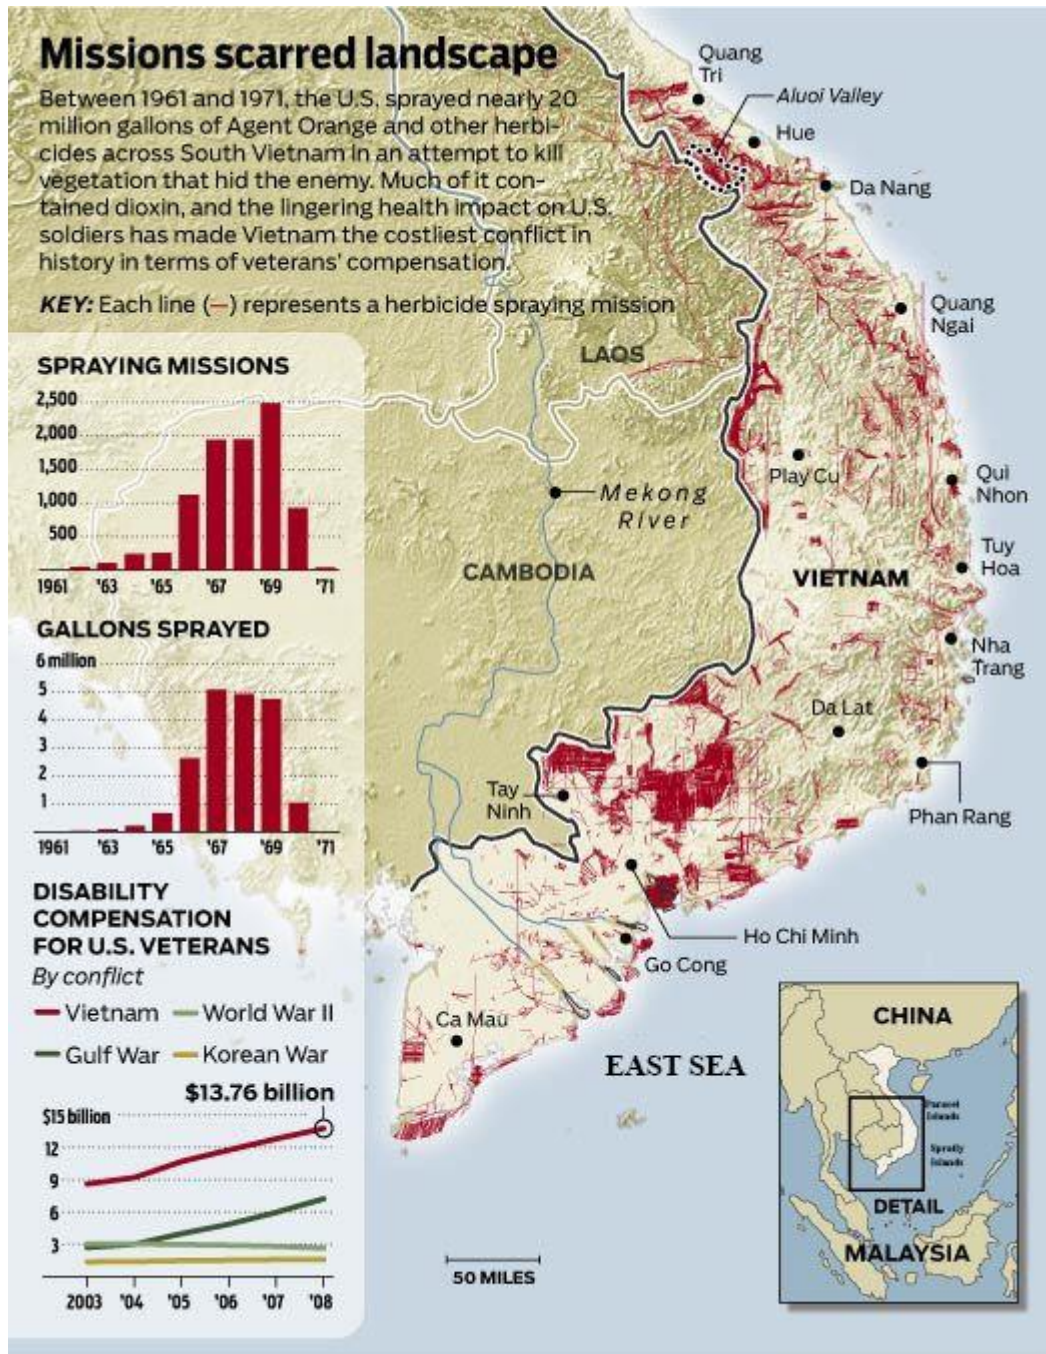 Missions scarred landscape
Between 1961 and 1971, the U.S. sprayed nearly 20
million gallons of Agent Orange and other herbi-
cides across South Vietnam in an attempt to kill
vegetation that hid the enemy. Much of it con-
tained dioxin, and the lingering health impact on U.S.
soldiers has made Vietnam the costliest conflict in
history in terms of veterans' compensation.
KEY: Each line (—) represents a herbicide spraying mission
SPRAYING MISSIONS
2,500
2,000
1,500
1,000
500
1961 '63 '65 '67 '69 '71
GALLONS SPRAYED
6 million
5
4
3
2
1
1961 '63 '65 '67 '69 '71
DISABILITY
COMPENSATION
FOR U.S. VETERANS
By conflict
Vietnam World War II
Gulf War Korean War
$13.76 billion
$15 billion
12
9
6
3
2003 '04 '05 '06 '07 '08
Quang
Tri
Aluoi Valley
Hue
Da Nang
Quang
Ngai
LAOS
Play Cu
Qui
Nhon
Mekong
River
Tuy
Hoa
CAMBODIA
VIETNAM
Nha
Trang
Da Lat
Tay
Ninh
Phan Rang
Ho Chi Minh
Go Cong
Ca Mau
EAST SEA
50 MILES
CHINA
Paracel
Islands
Spratly
Islands
DETAIL
MALAYSIA